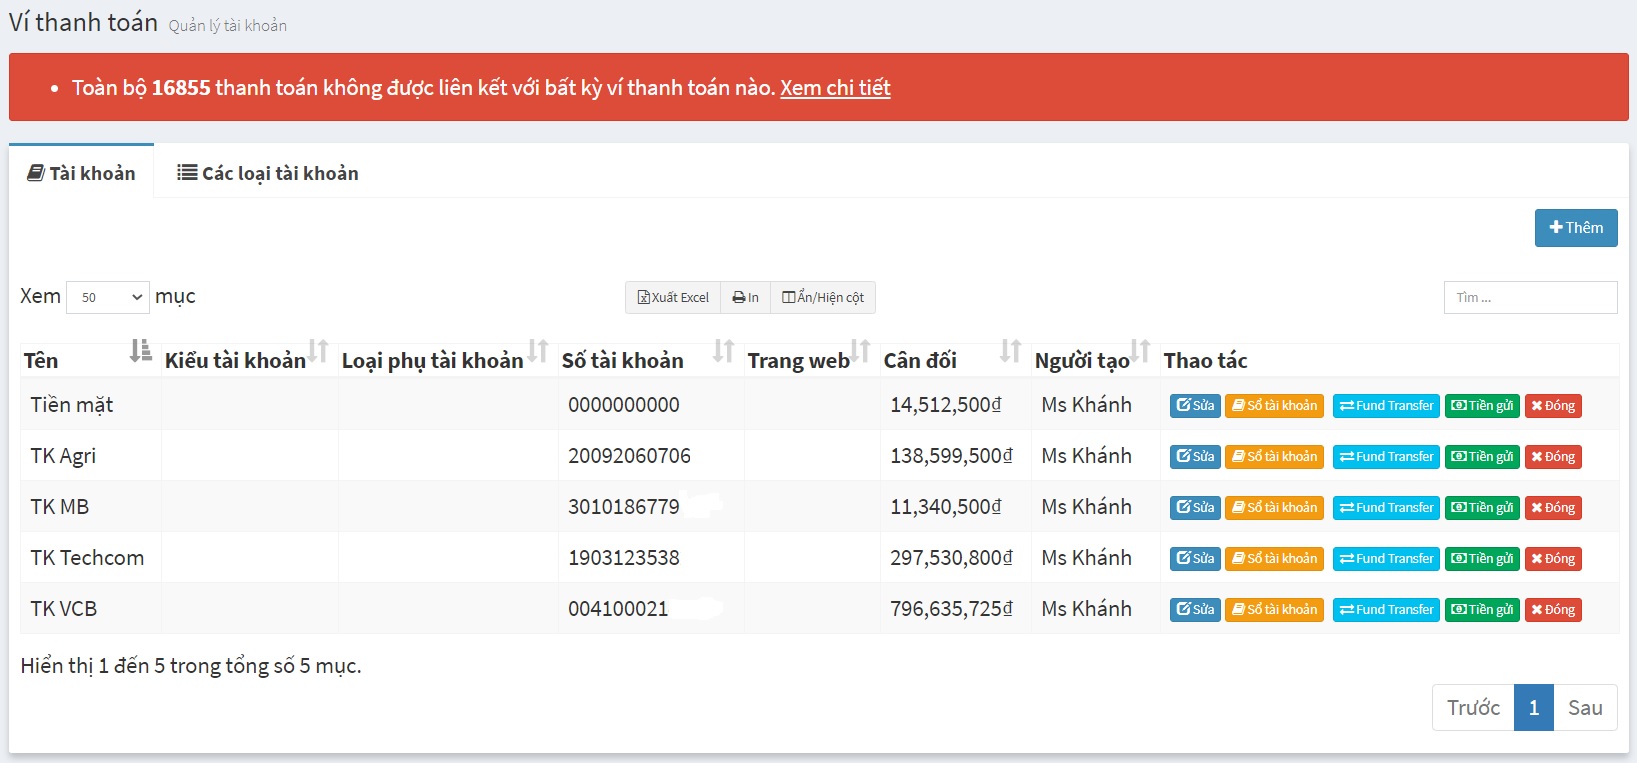 Ví thanh toán Quản lý tài khoản
Toàn bộ 16855 thanh toán không được liên kết với bất kỳ ví thanh toán nào. Xem chi tiết
Tài khoản Các loại tài khoản
Thêm
Xem 50 mục Xuất Excel In Ẩn/Hiện cột Tìm ...
Tên Kiểu tài khoản Loại phụ tài khoản Số tài khoản Trang web Cân đối Người tạo Thao tác
Tiền mặt 0000000000 14,512,500₫ Ms Khánh Sửa Sổ tài khoản Fund Transfer Tiền gửi Đóng
TK Agri 20092060706 138,599,500₫ Ms Khánh Sửa Sổ tài khoản Fund Transfer Tiền gửi Đóng
TK MB 3010186779 11,340,500₫ Ms Khánh Sửa Sổ tài khoản Fund Transfer Tiền gửi Đóng
TK Techcom 1903123538 297,530,800₫ Ms Khánh Sửa Sổ tài khoản Fund Transfer Tiền gửi Đóng
TK VCB 004100021 796,635,725₫ Ms Khánh Sửa Sổ tài khoản Fund Transfer Tiền gửi Đóng
Hiển thị 1 đến 5 trong tổng số 5 mục.
Trước 1 Sau